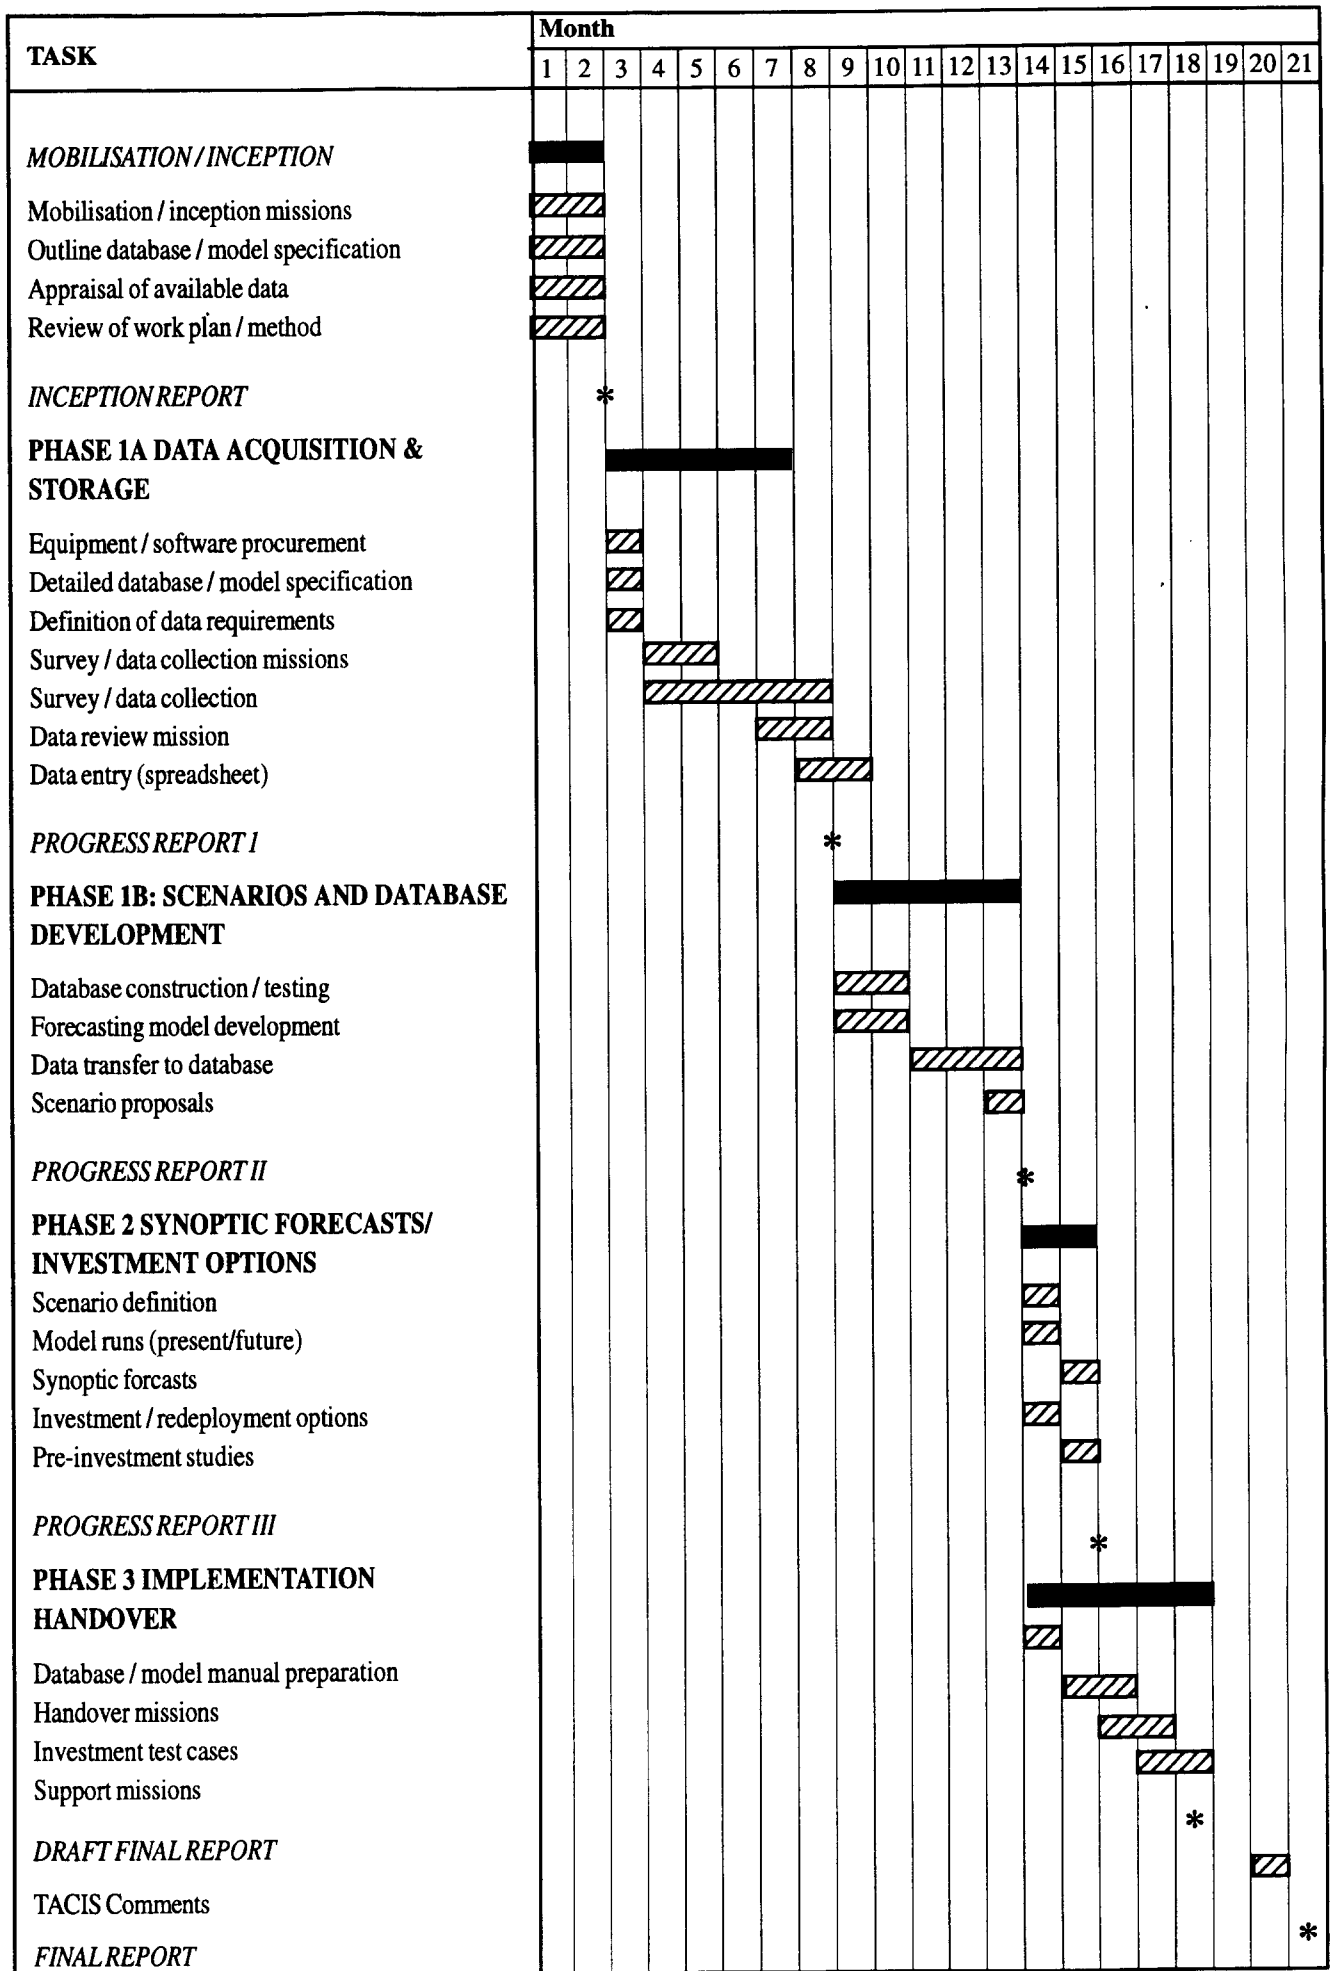 Month
TASK
1 2 3 4 5 6 7 8 9 10 11 12 13 14 15 16 17 18 19 20 21
MOBILISATION / INCEPTION
Mobilisation / inception missions
Outline database / model specification
Appraisal of available data
Review of work plan / method
INCEPTION REPORT
*
PHASE 1A DATA ACQUISITION &
STORAGE
Equipment / software procurement
Detailed database / model specification
Definition of data requirements
Survey / data collection missions
Survey / data collection
Data review mission
Data entry (spreadsheet)
PROGRESS REPORT I
*
PHASE 1B: SCENARIOS AND DATABASE
DEVELOPMENT
Database construction / testing
Forecasting model development
Data transfer to database
Scenario proposals
PROGRESS REPORT II
*
PHASE 2 SYNOPTIC FORECASTS/
INVESTMENT OPTIONS
Scenario definition
Model runs (present/future)
Synoptic forcasts
Investment / redeployment options
Pre-investment studies
PROGRESS REPORT III
*
PHASE 3 IMPLEMENTATION
HANDOVER
Database / model manual preparation
Handover missions
Investment test cases
Support missions
*
DRAFT FINAL REPORT
TACIS Comments
*
FINAL REPORT